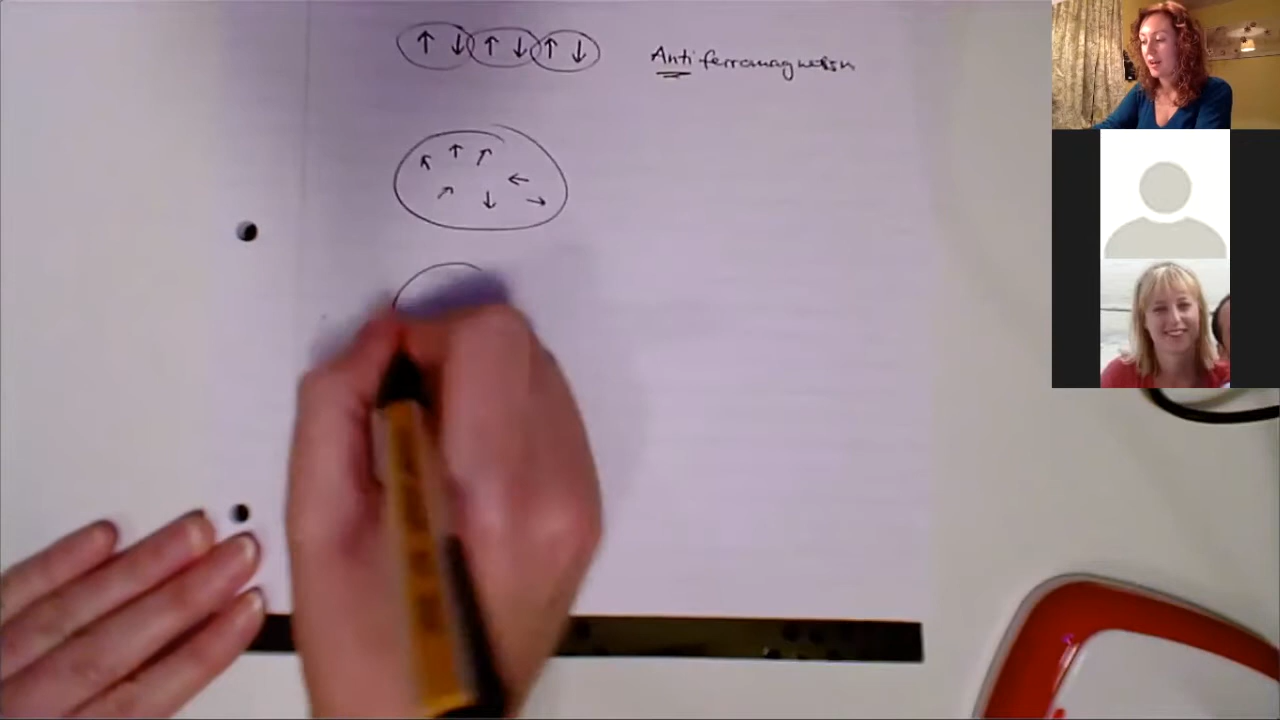 ↑ ↓ ↑ ↓ ↑ ↓ Antiferromagnetism